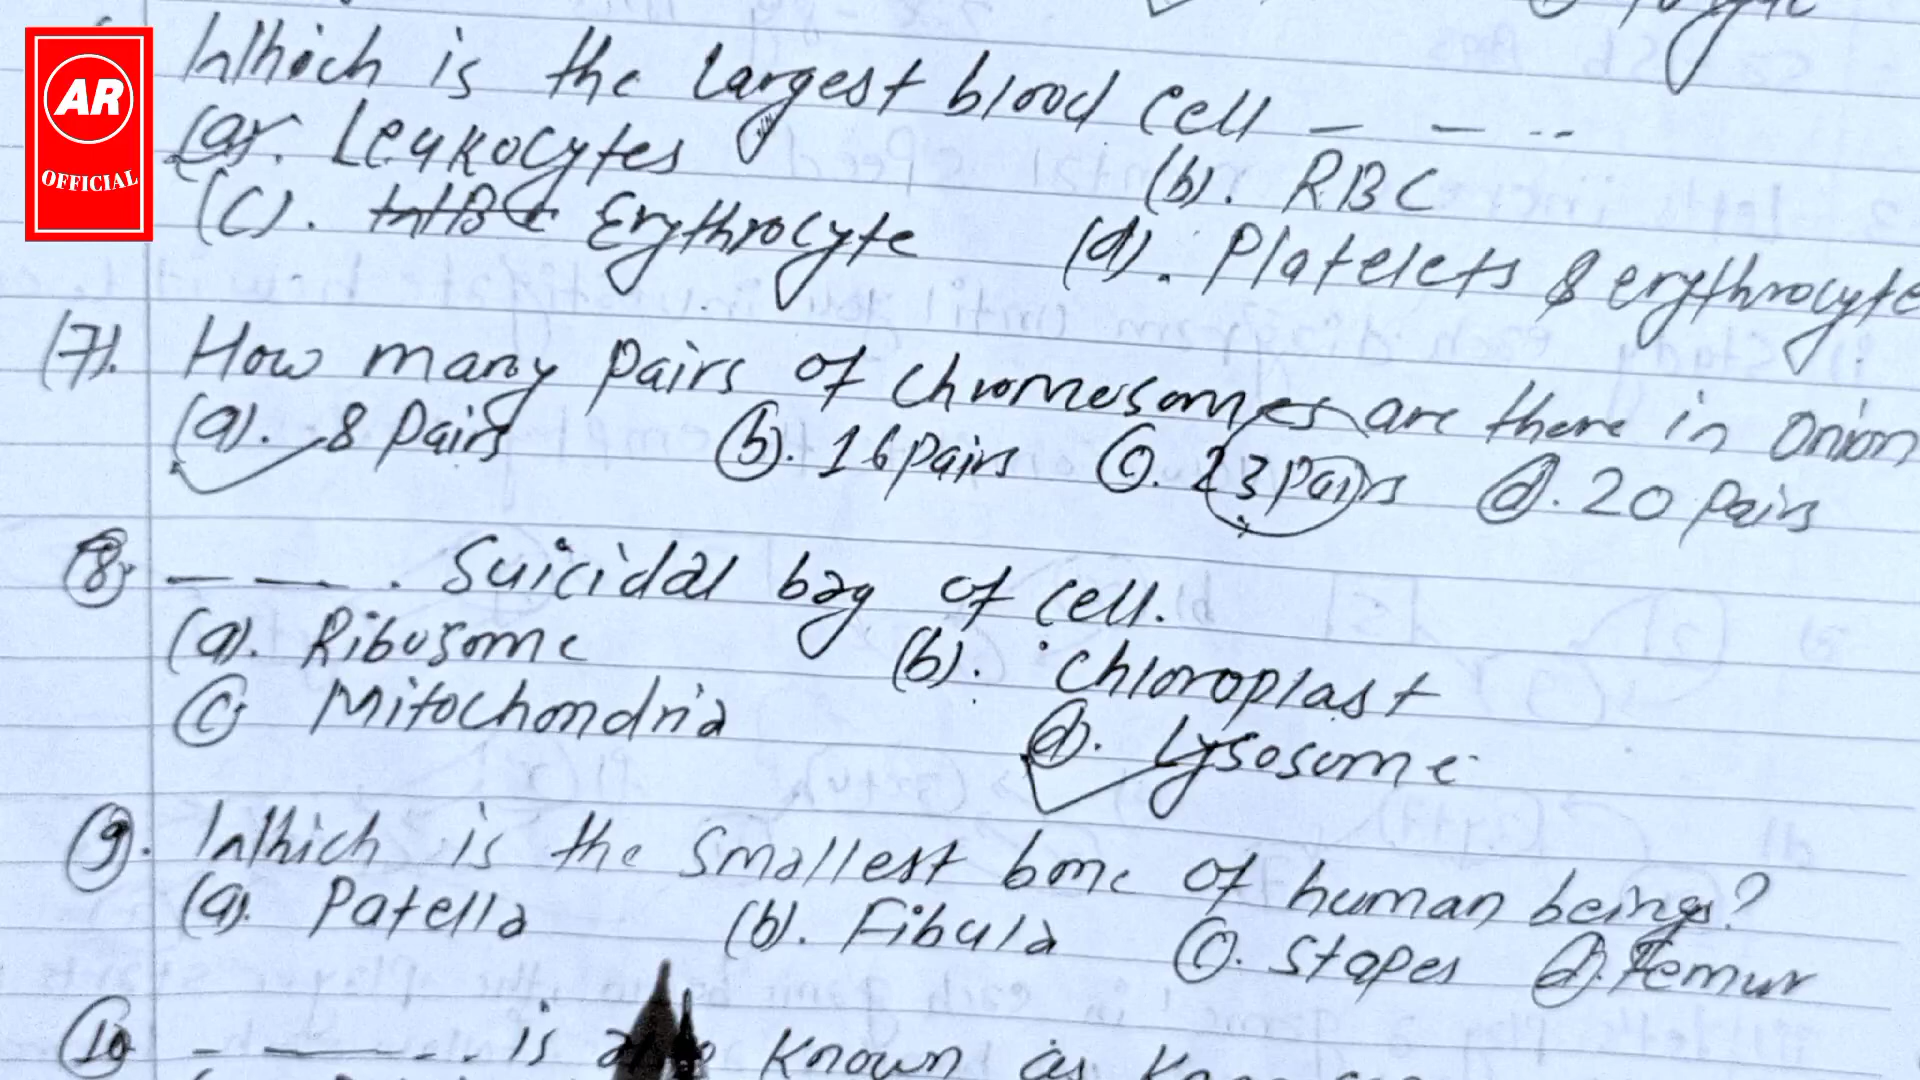 AR
OFFICIAL
Which is the Largest blood Cell _ _ --
(a). Leukocytes (b). RBC
(C). Erythrocyte (d). Platelets & erythrocyte
(7). How many Pairs of Chromosomes are there in Onion
(a). 8 Pairs (b). 16 Pairs (c). 23 Pairs (d). 20 Pairs
(8). _ _ . Suicidal bag of Cell.
(a). Ribosome (b). Chloroplast
(c) Mitochondria (d). Lysosome
(9). Which is the Smallest bone of human beings?
(a). Patella (b). Fibula (c). Stapes (d). Femur
(10) - ___ -- is also Known as